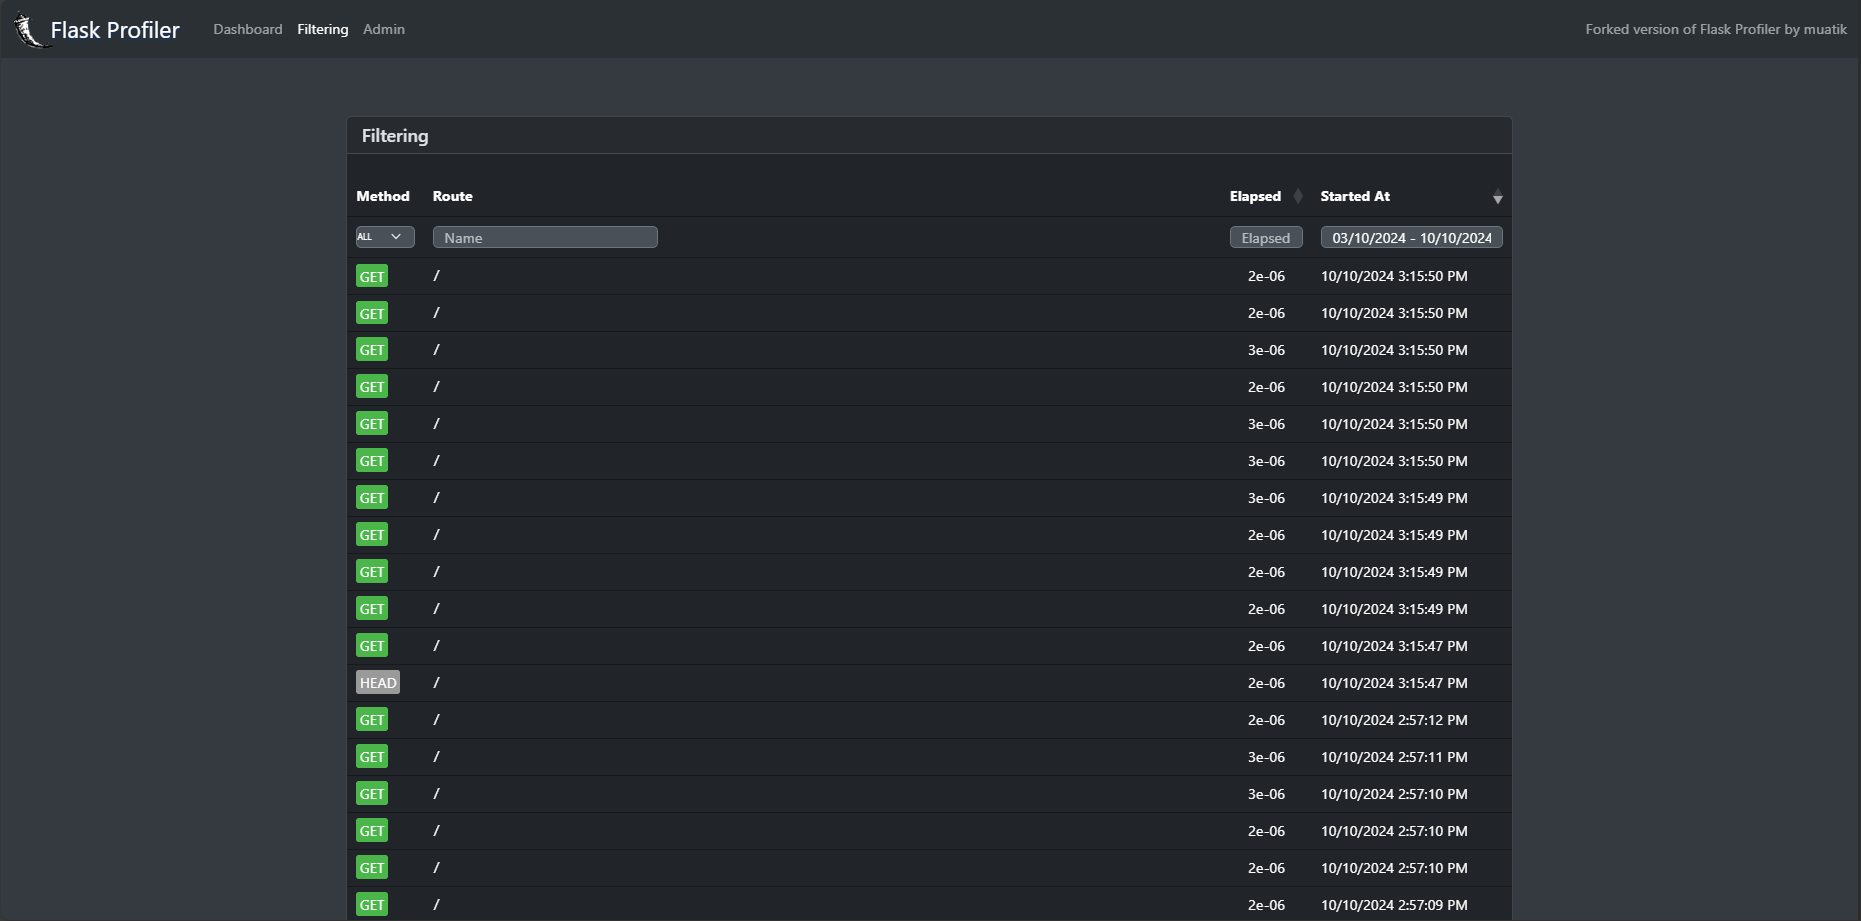 Flask Profiler Dashboard Filtering Admin Forked version of Flask Profiler by muatik
Filtering
Method Route Elapsed Started At
ALL Name Elapsed 03/10/2024 - 10/10/2024
GET / 2e-06 10/10/2024 3:15:50 PM
GET / 2e-06 10/10/2024 3:15:50 PM
GET / 3e-06 10/10/2024 3:15:50 PM
GET / 2e-06 10/10/2024 3:15:50 PM
GET / 3e-06 10/10/2024 3:15:50 PM
GET / 3e-06 10/10/2024 3:15:50 PM
GET / 3e-06 10/10/2024 3:15:49 PM
GET / 2e-06 10/10/2024 3:15:49 PM
GET / 2e-06 10/10/2024 3:15:49 PM
GET / 2e-06 10/10/2024 3:15:49 PM
GET / 2e-06 10/10/2024 3:15:47 PM
HEAD / 2e-06 10/10/2024 3:15:47 PM
GET / 2e-06 10/10/2024 2:57:12 PM
GET / 3e-06 10/10/2024 2:57:11 PM
GET / 3e-06 10/10/2024 2:57:10 PM
GET / 2e-06 10/10/2024 2:57:10 PM
GET / 2e-06 10/10/2024 2:57:10 PM
GET / 2e-06 10/10/2024 2:57:09 PM